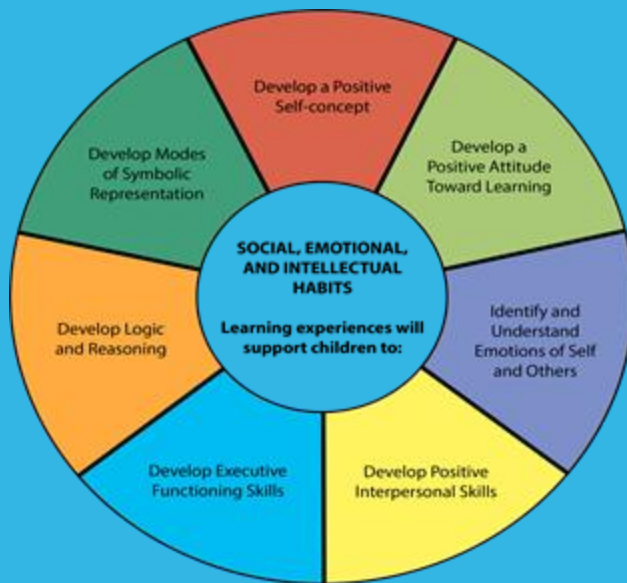 Develop a Positive
Self-concept
Develop a
Positive Attitude
Toward Learning
Identify and
Understand
Emotions of Self
and Others
Develop Positive
Interpersonal Skills
Develop Executive
Functioning Skills
Develop Logic
and Reasoning
Develop Modes
of Symbolic
Representation
SOCIAL, EMOTIONAL,
AND INTELLECTUAL
HABITS
Learning experiences will
support children to: